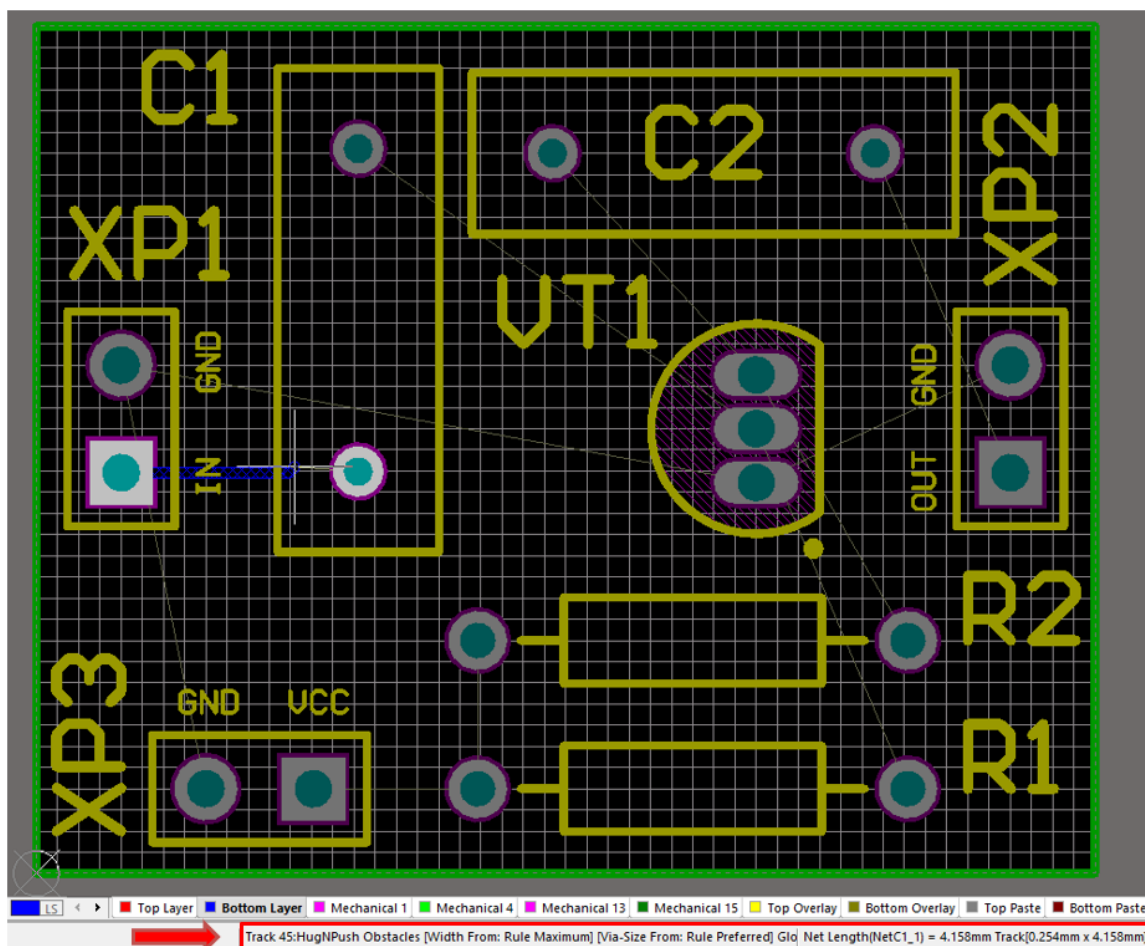 C1
C2
XP2
XP1
VT1
GND
GND
IN
OUT
R2
XP3
GND VCC
R1
LS Top Layer Bottom Layer Mechanical 1 Mechanical 4 Mechanical 13 Mechanical 15 Top Overlay Bottom Overlay Top Paste Bottom Paste
Track 45:HugNPush Obstacles [Width From: Rule Maximum] [Via-Size From: Rule Preferred] Glo Net Length(NetC1_1) = 4.158mm Track[0.254mm x 4.158mm